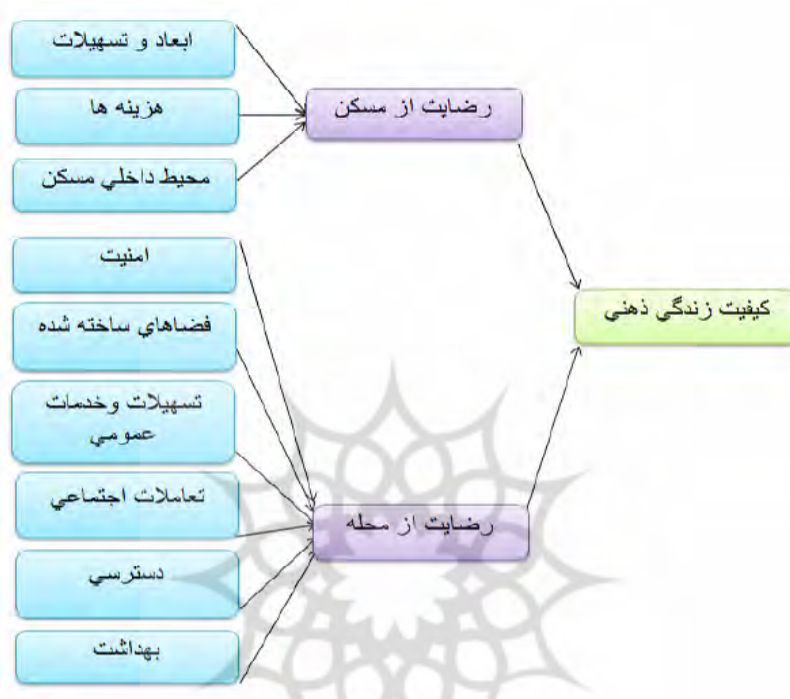 ابعاد و تسهیلات
هزینه ها
رضایت از مسکن
محیط داخلي مسکن
امنیت
فضاهاي ساخته شده
کیفیت زندگي ذهني
تسهیلات وخدمات
عمومي
تعاملات اجتماعي
رضایت از محله
دسترسي
بهداشت